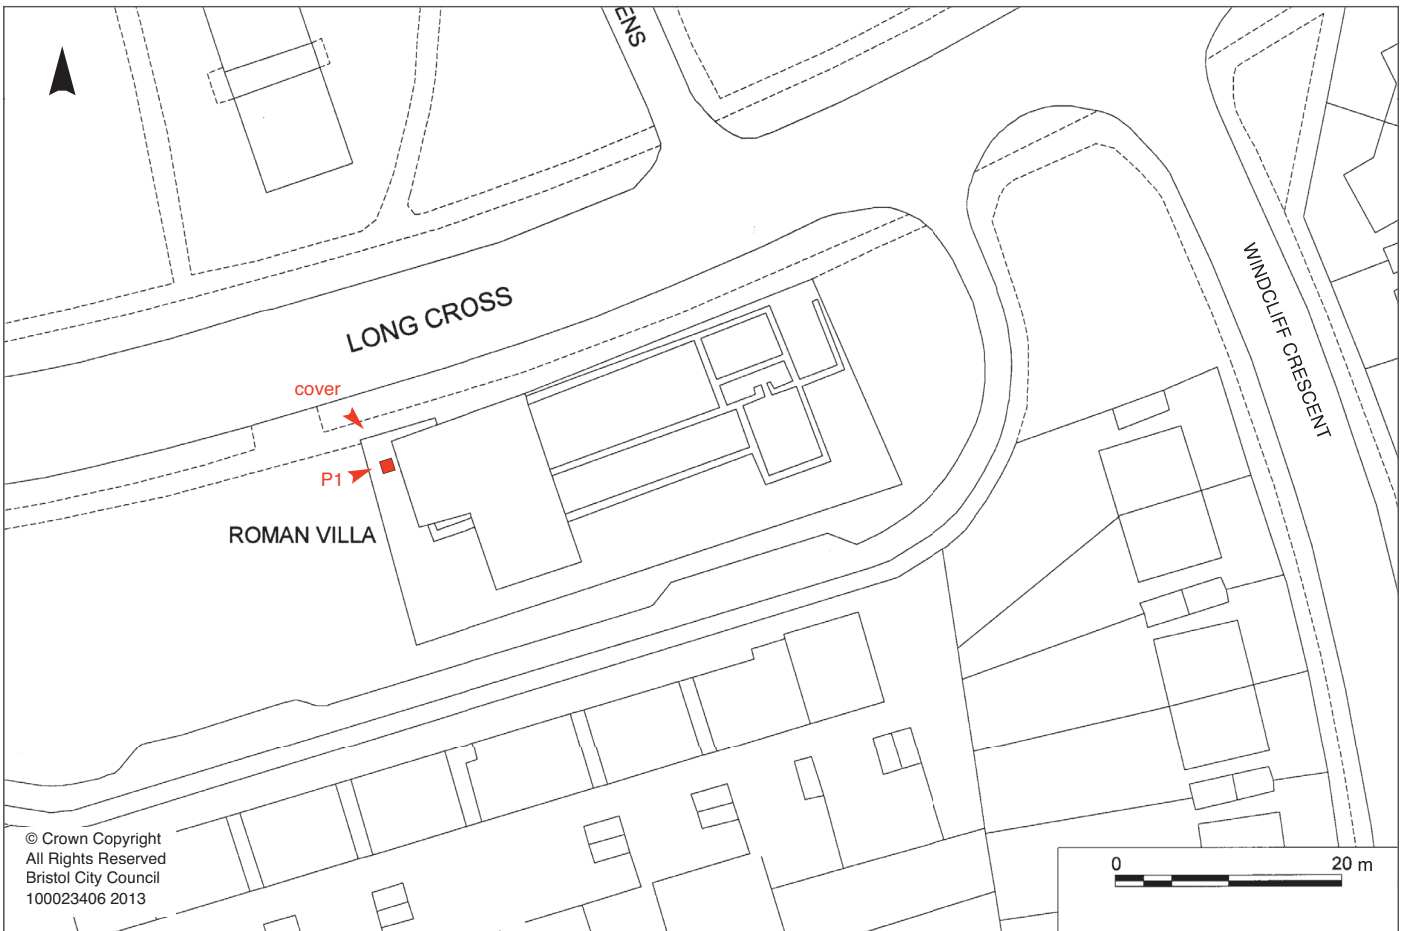 ENS
WINDCLIFF CRESCENT
LONG CROSS
cover
P1
ROMAN VILLA
© Crown Copyright
All Rights Reserved
Bristol City Council
100023406 2013
0 20 m